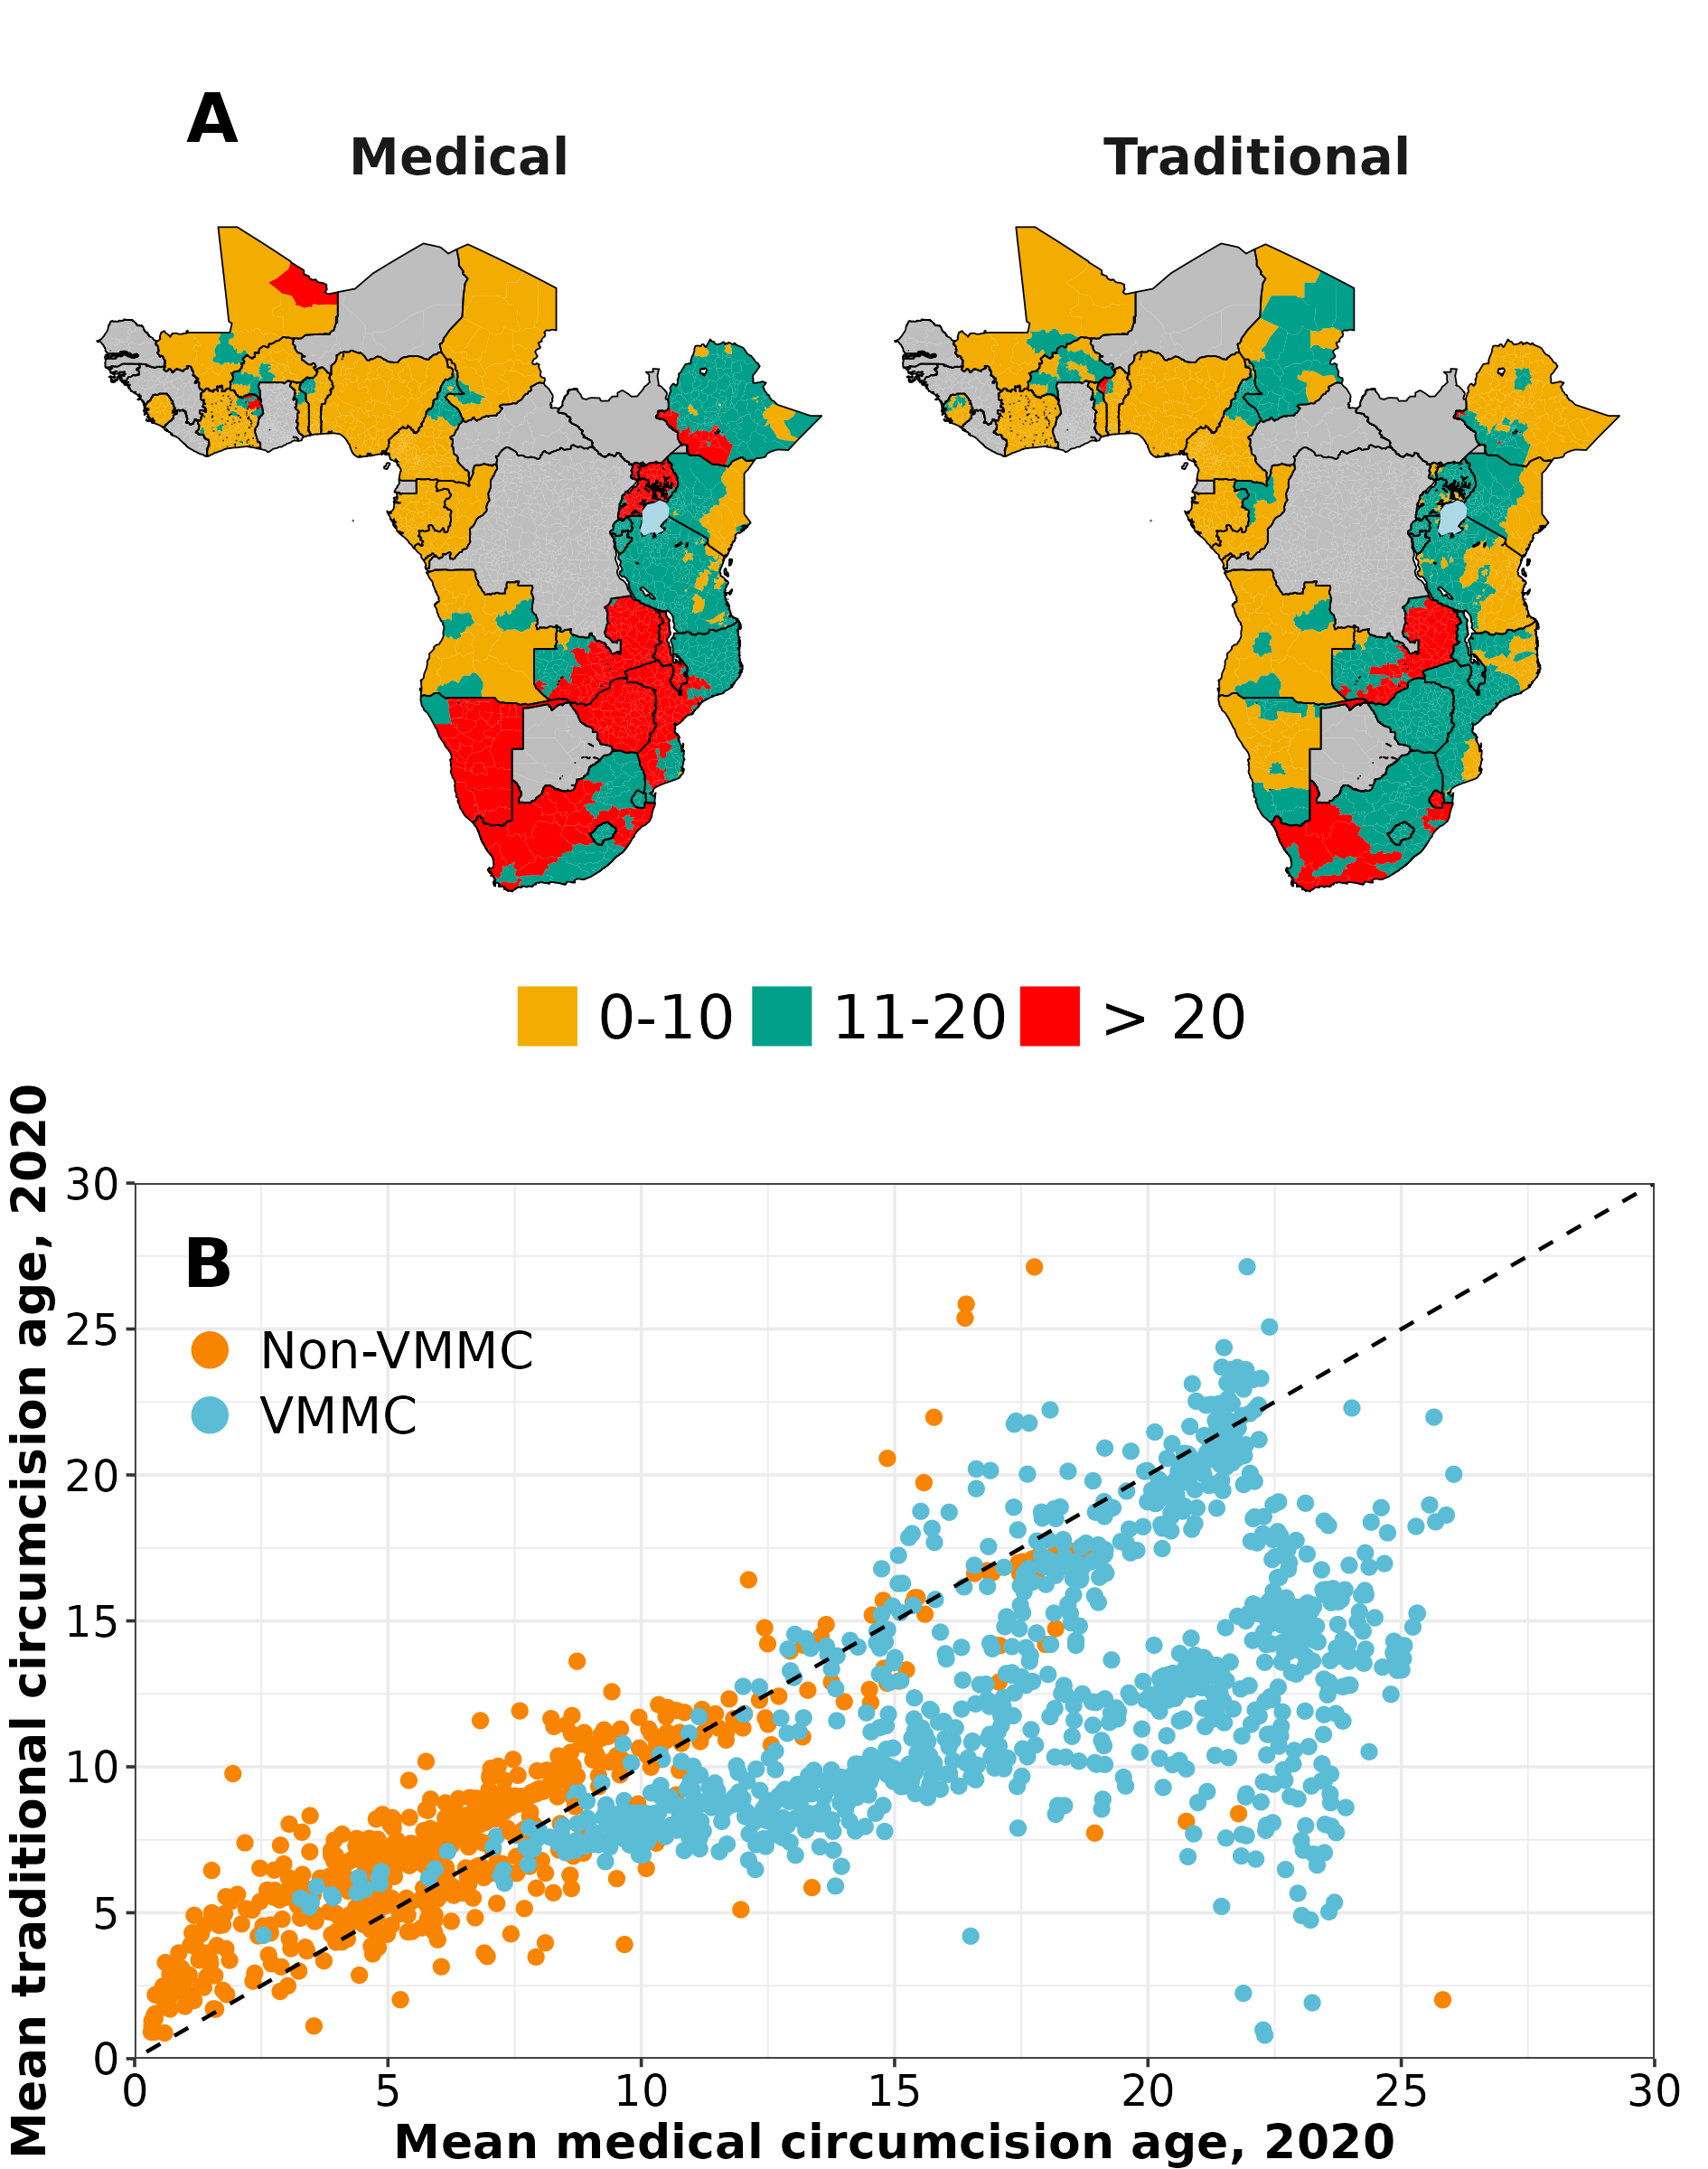 A
Medical
Traditional
0-10
11-20
> 20
Mean traditional circumcision age, 2020
30
25
20
15
10
5
0
B
Non-VMMC
VMMC
0
5
10
15
20
25
30
Mean medical circumcision age, 2020